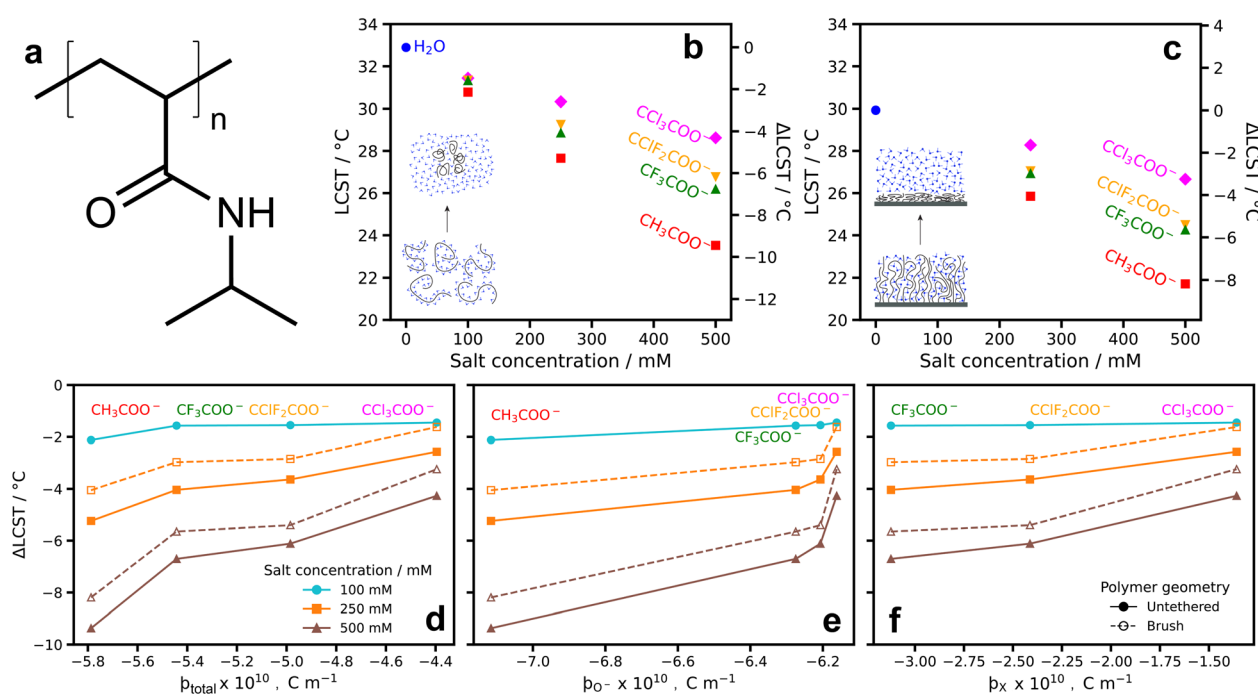 a
n
O
NH
b
34
32
30
28
26
24
22
20
LCST / °C
H₂O
CCl₃COO⁻
CClF₂COO⁻
CF₃COO⁻
CH₃COO⁻
0
−2
−4
−6
−8
−10
−12
ΔLCST / °C
0 100 200 300 400 500
Salt concentration / mM
c
34
32
30
28
26
24
22
20
LCST / °C
CCl₃COO⁻
CClF₂COO⁻
CF₃COO⁻
CH₃COO⁻
4
2
0
−2
−4
−6
−8
ΔLCST / °C
0 100 200 300 400 500
Salt concentration / mM
0
−2
−4
−6
−8
−10
ΔLCST / °C
CH₃COO⁻ CF₃COO⁻ CClF₂COO⁻ CCl₃COO⁻
Salt concentration / mM
100 mM
250 mM
500 mM
d
−5.8 −5.6 −5.4 −5.2 −5.0 −4.8 −4.6 −4.4
þtotal x 10¹⁰ , C m⁻¹
CCl₃COO⁻
CClF₂COO⁻
CH₃COO⁻
CF₃COO⁻
e
−7.0 −6.8 −6.6 −6.4 −6.2
þO⁻ x 10¹⁰ , C m⁻¹
CF₃COO⁻ CClF₂COO⁻ CCl₃COO⁻
Polymer geometry
Untethered
Brush
f
−3.00 −2.75 −2.50 −2.25 −2.00 −1.75 −1.50
þX x 10¹⁰ , C m⁻¹